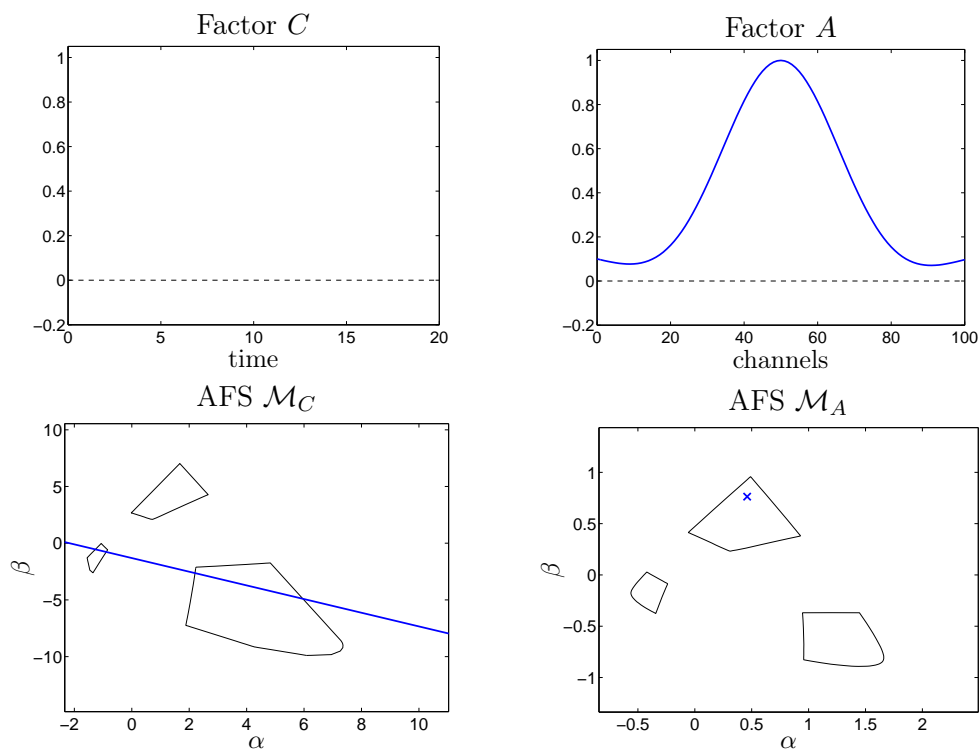 Factor C
1
0.8
0.6
0.4
0.2
0
−0.2
0 5 10 15 20
time
Factor A
1
0.8
0.6
0.4
0.2
0
−0.2
0 20 40 60 80 100
channels
AFS ℳ_C
10
5
0
−5
−10
β
−2 0 2 4 6 8 10
α
AFS ℳ_A
1
0.5
0
−0.5
−1
β
−0.5 0 0.5 1 1.5 2
α